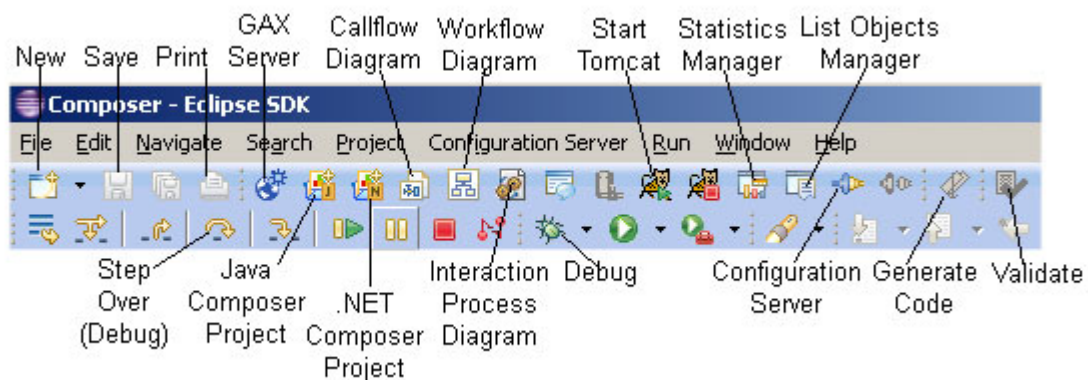 GAX Callflow Workflow Start Statistics List Objects
New Save Print Server Diagram Diagram Tomcat Manager Manager
Composer - Eclipse SDK
File Edit Navigate Search Project Configuration Server Run Window Help
Step Java Interaction Debug Configuration Generate Validate
Over Composer .NET Process Server Code
(Debug) Project Composer Diagram
Project